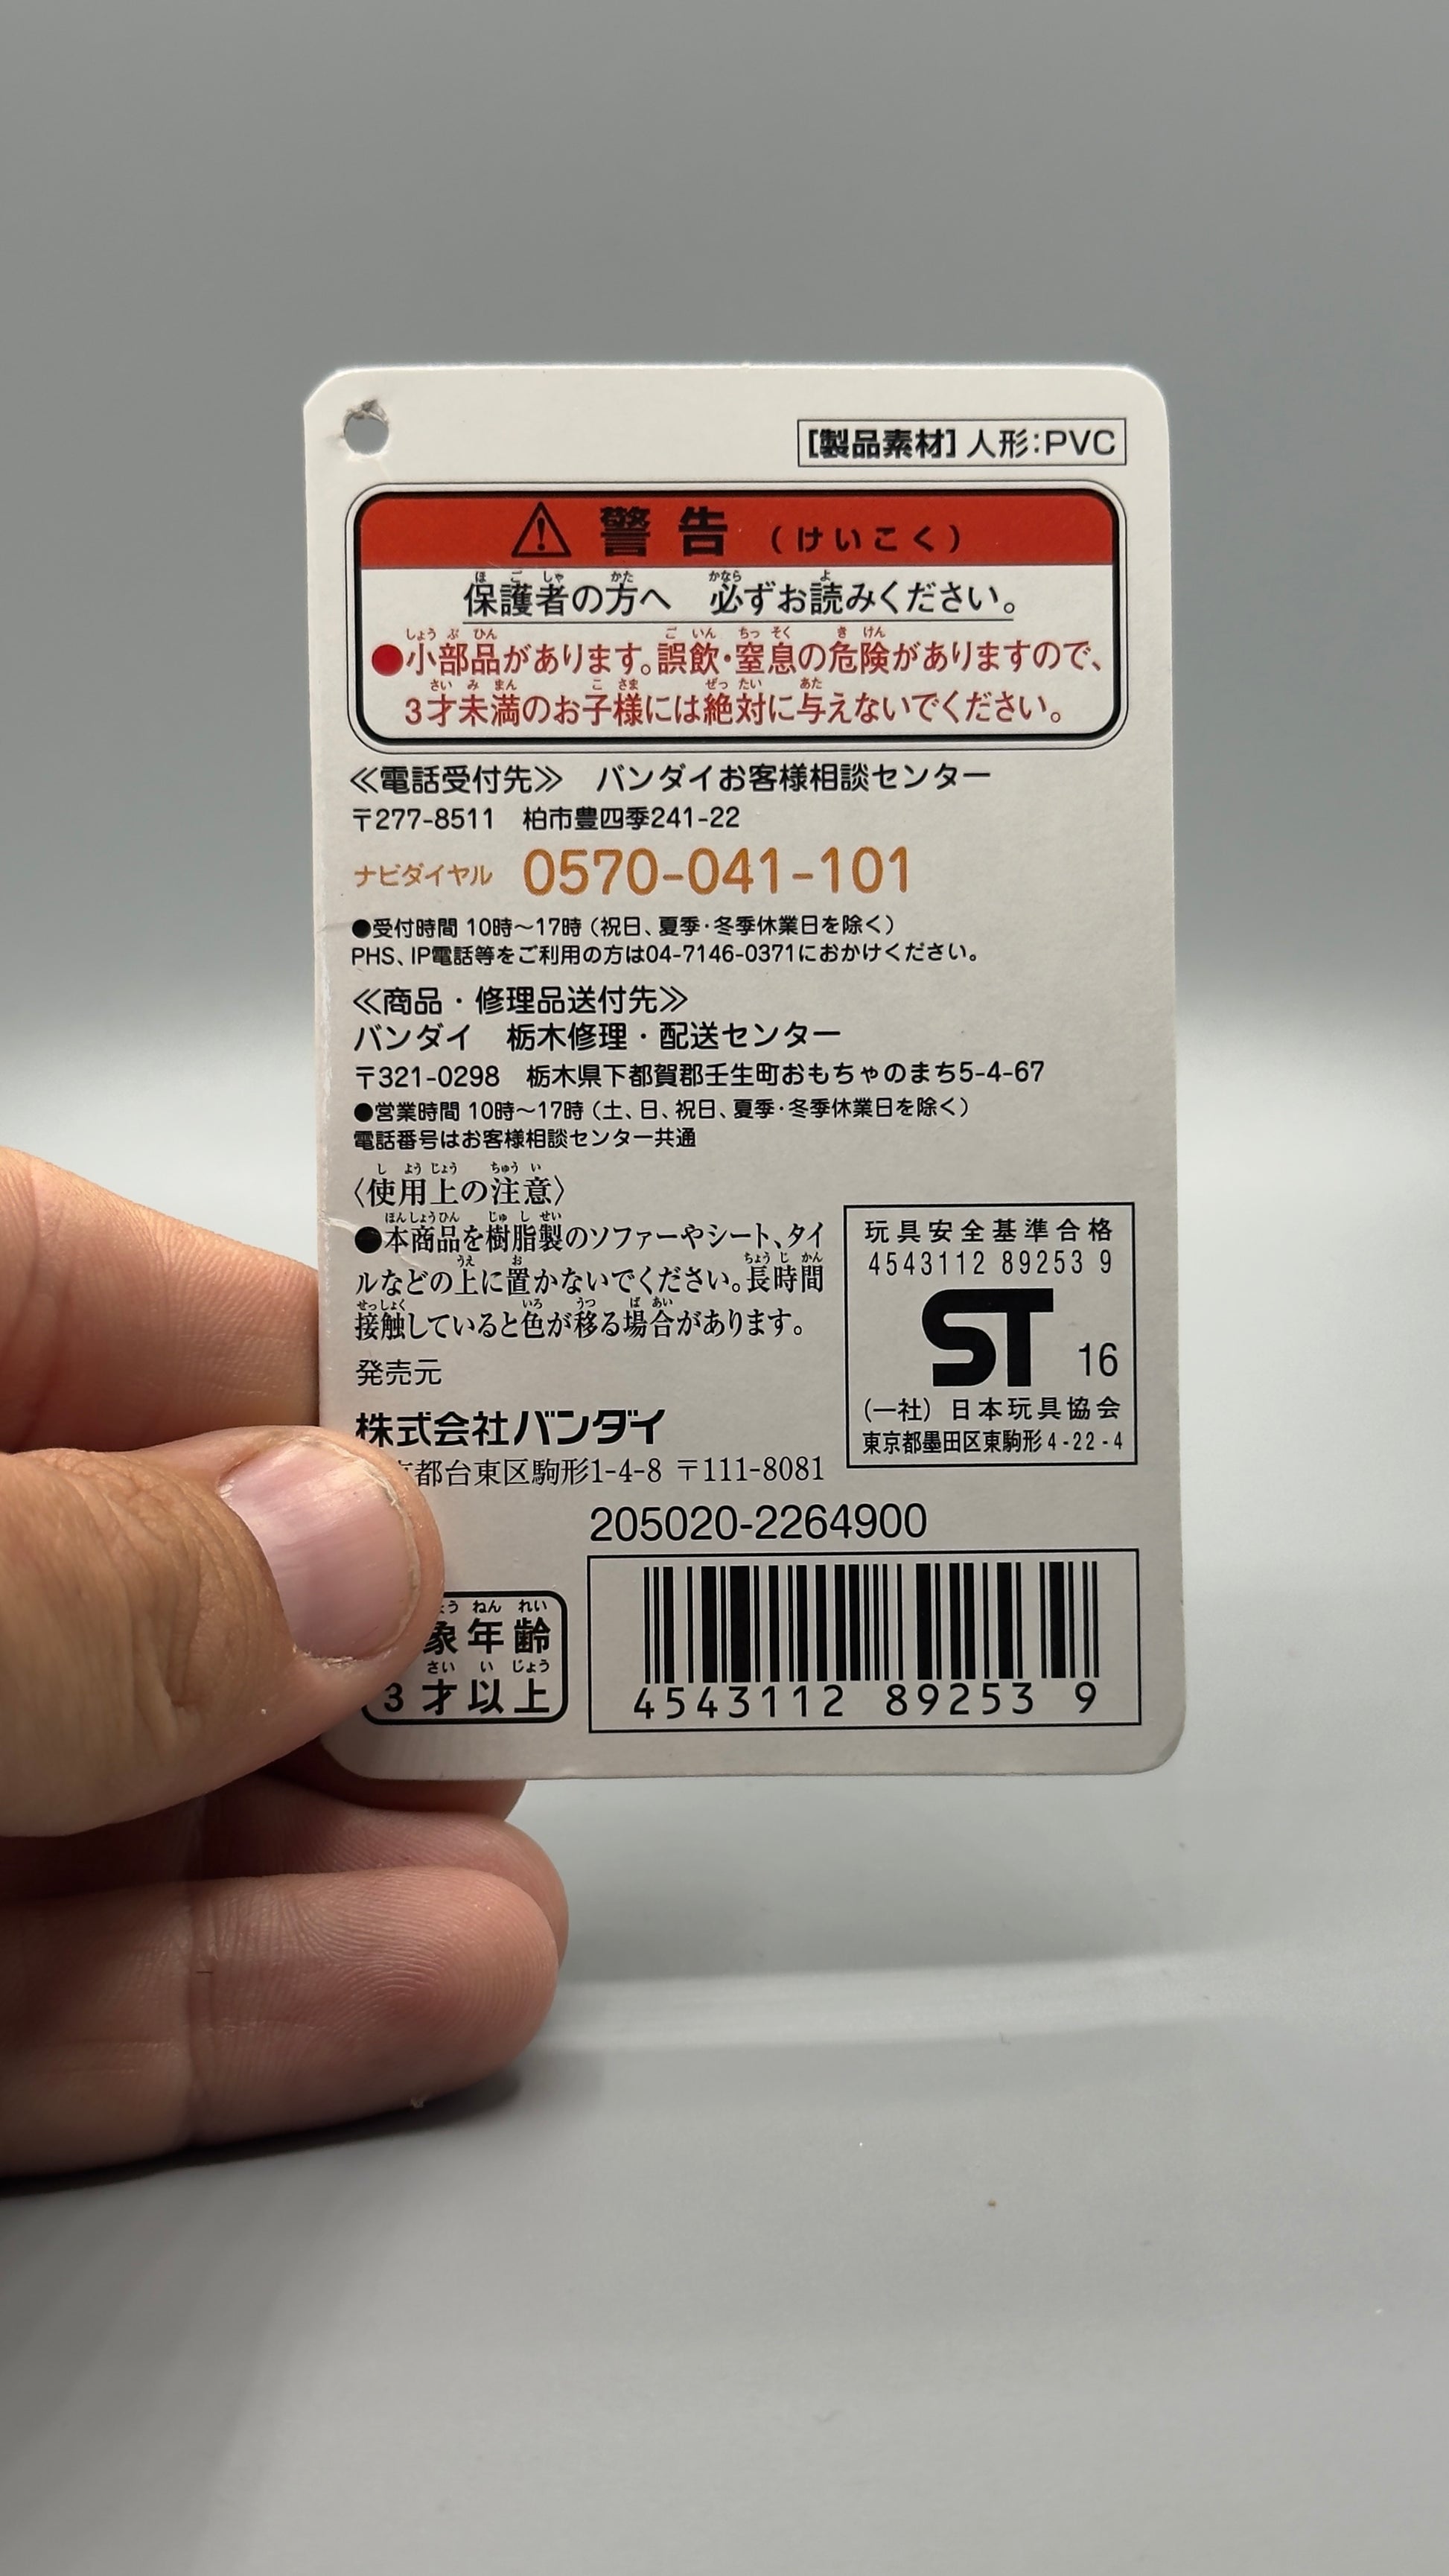 [製品素材] 人形:PVC
⚠ 警告 (けいこく)
保護者の方へ 必ずお読みください。
●小部品があります。誤飲・窒息の危険がありますので、
3才未満のお子様には絶対に与えないでください。
≪電話受付先≫ バンダイお客様相談センター
〒277-8511 柏市豊四季241-22
ナビダイヤル 0570-041-101
●受付時間 10時～17時 (祝日、夏季・冬季休業日を除く)
PHS、IP電話等をご利用の方は04-7146-0371におかけください。
≪商品・修理品送付先≫
バンダイ 栃木修理・配送センター
〒321-0298 栃木県下都賀郡壬生町おもちゃのまち5-4-67
●営業時間 10時～17時 (土、日、祝日、夏季・冬季休業日を除く)
電話番号はお客様相談センター共通
〈使用上の注意〉
●本商品を樹脂製のソファーやシート、タイ
ルなどの上に置かないでください。長時間
接触していると色が移る場合があります。
発売元
株式会社バンダイ
都台東区駒形1-4-8 〒111-8081
玩具安全基準合格
4543112 89253 9
ST 16
(一社) 日本玩具協会
東京都墨田区東駒形4-22-4
205020-2264900
象年齢
3才以上
4543112 89253 9